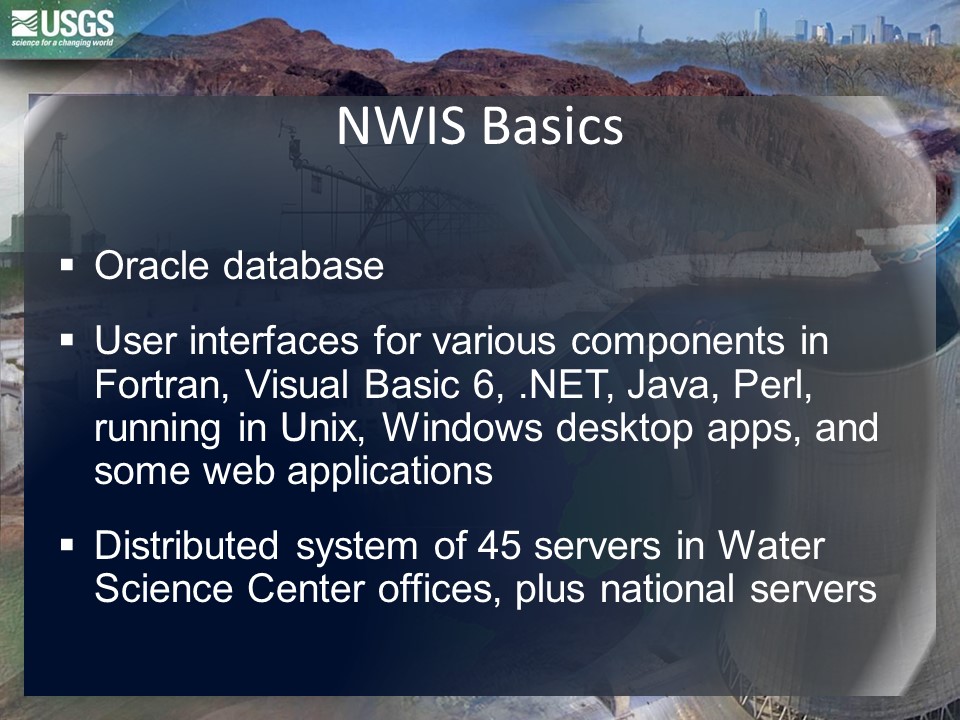 USGS
science for a changing world
NWIS Basics
▪ Oracle database
▪ User interfaces for various components in
Fortran, Visual Basic 6, .NET, Java, Perl,
running in Unix, Windows desktop apps, and
some web applications
▪ Distributed system of 45 servers in Water
Science Center offices, plus national servers